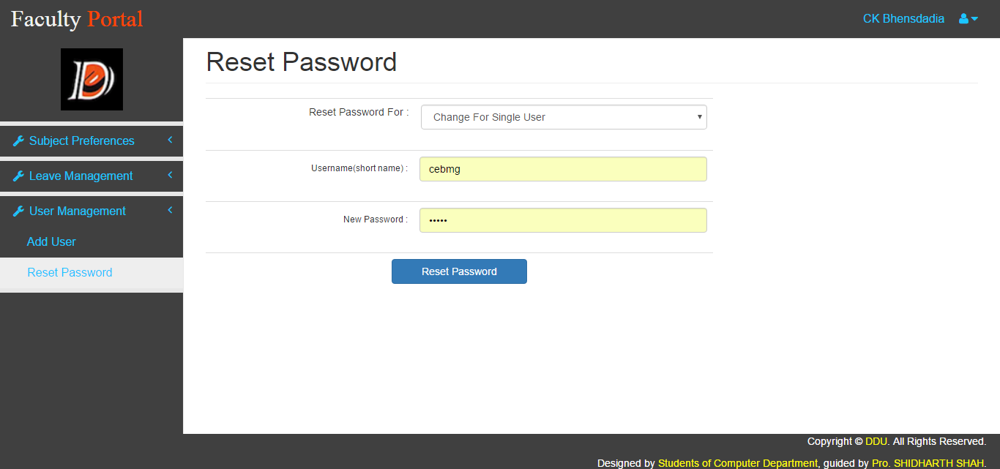 Faculty Portal
CK Bhensdadia
Subject Preferences
Leave Management
User Management
Add User
Reset Password
Reset Password
Reset Password For :
Change For Single User
Username(short name) :
cebmg
New Password :
•••••
Reset Password
Copyright © DDU. All Rights Reserved.
Designed by Students of Computer Department, guided by Pro. SHIDHARTH SHAH.